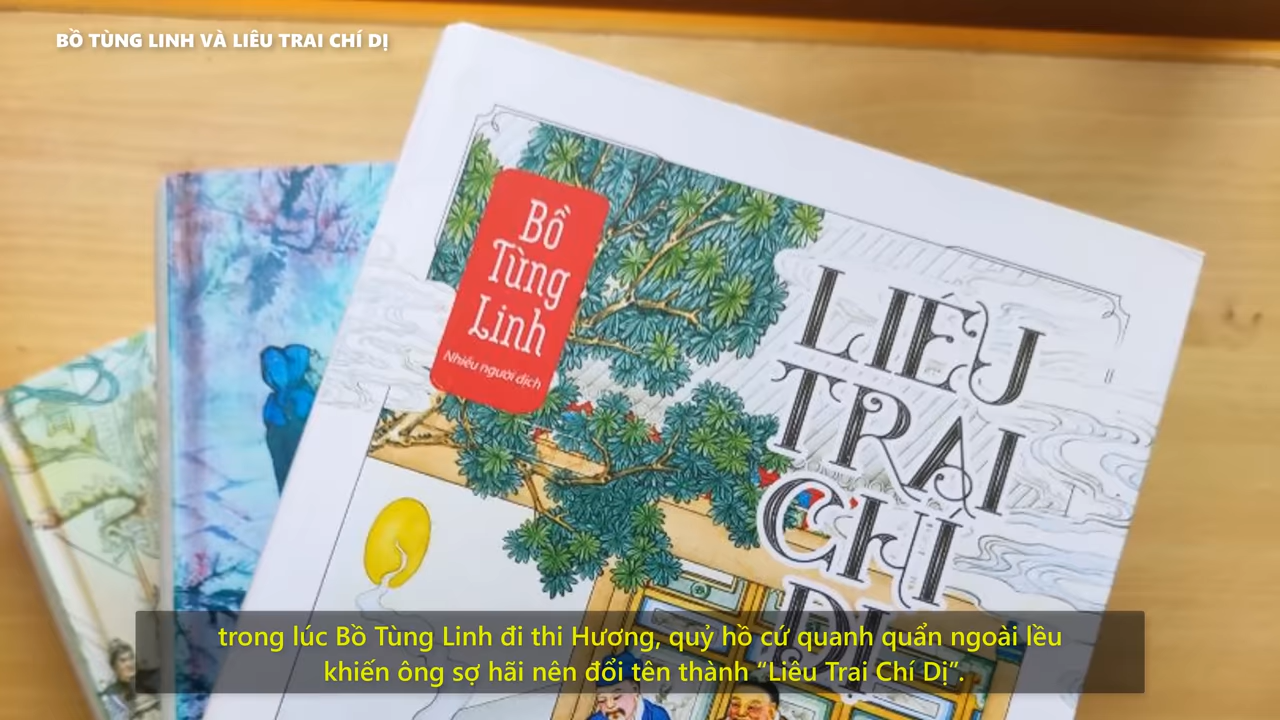 BỒ TÙNG LINH VÀ LIÊU TRAI CHÍ DỊ
Bồ
Tùng
Linh
Nhiều người dịch
LIÊU
TRAI
CHÍ
DỊ
trong lúc Bồ Tùng Linh đi thi Hương, quỷ hồ cứ quanh quẩn ngoài lều
khiến ông sợ hãi nên đổi tên thành “Liêu Trai Chí Dị”.